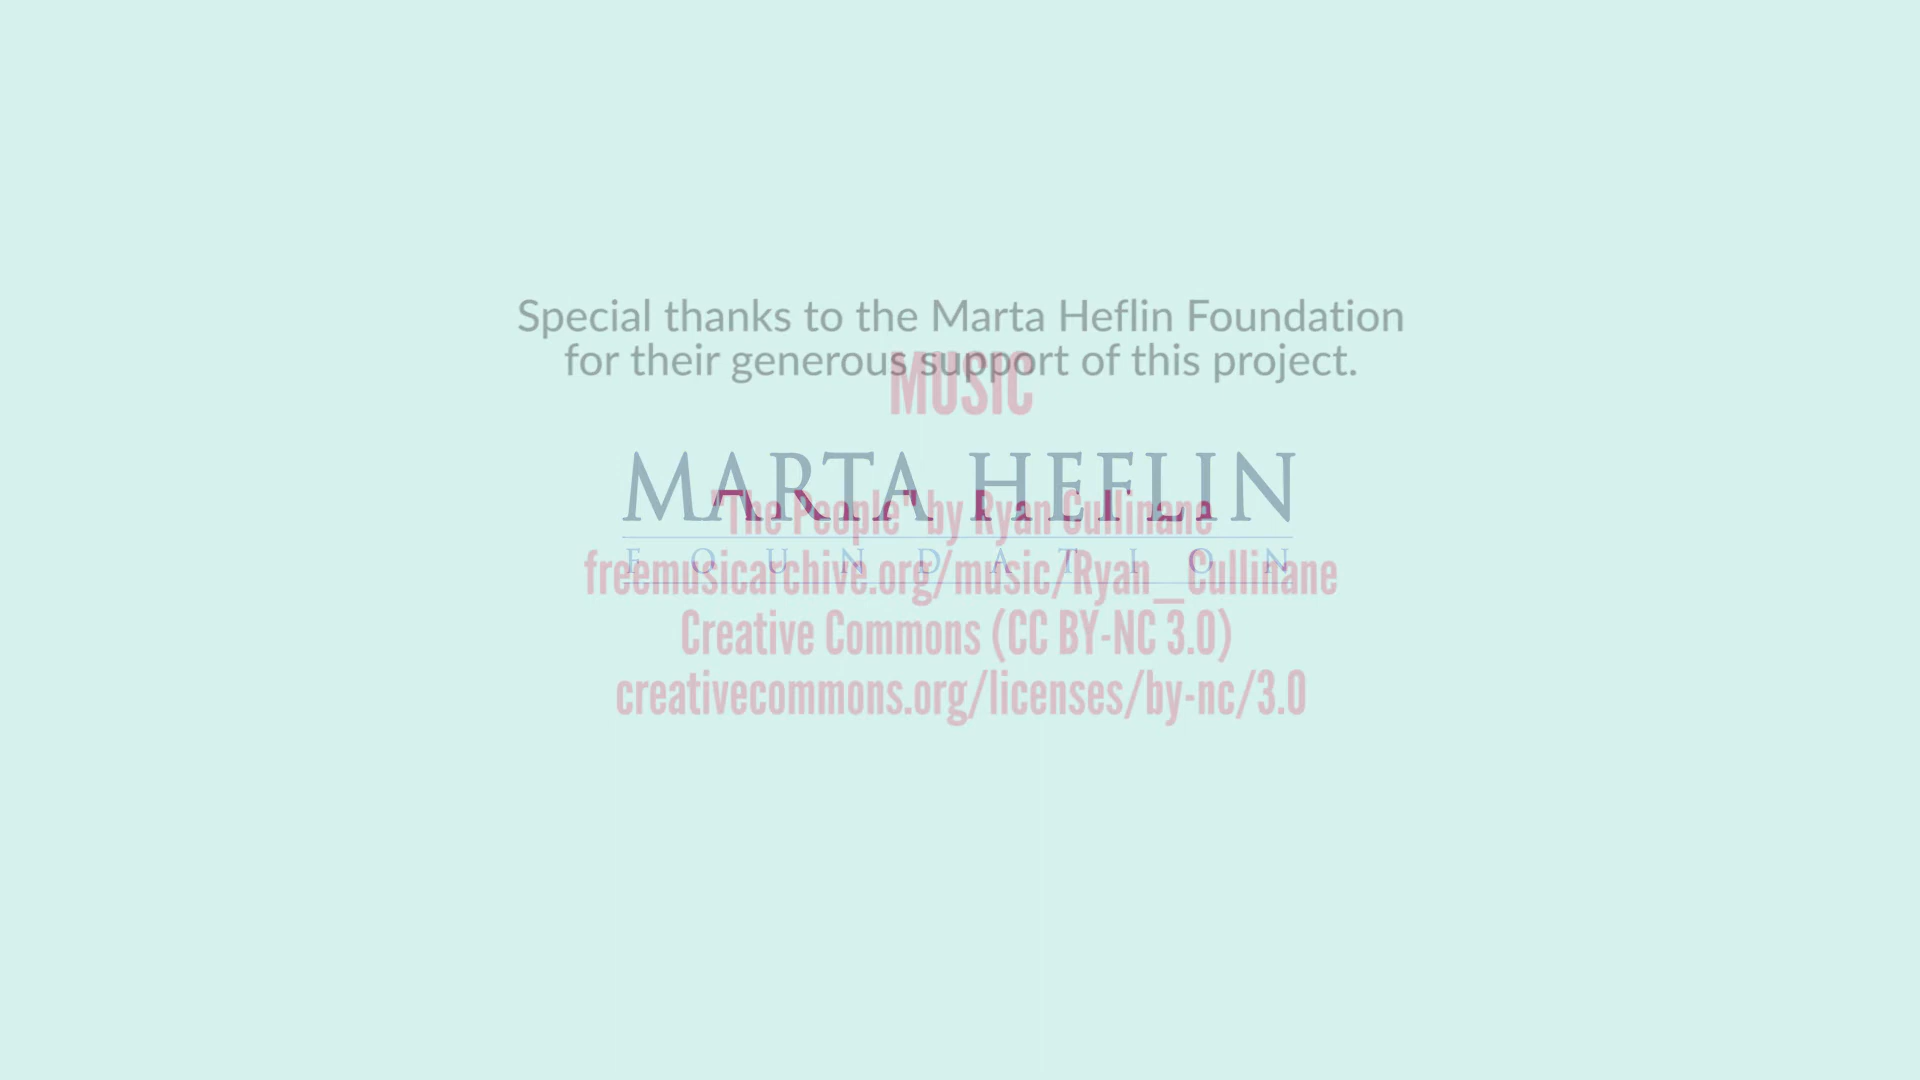 Special thanks to the Marta Heflin Foundation
for their generous support of this project.
MUSIC
MARTA HEFLIN
FOUNDATION
"The People" by Ryan Cullinane
freemusicarchive.org/music/Ryan_Cullinane
Creative Commons (CC BY-NC 3.0)
creativecommons.org/licenses/by-nc/3.0